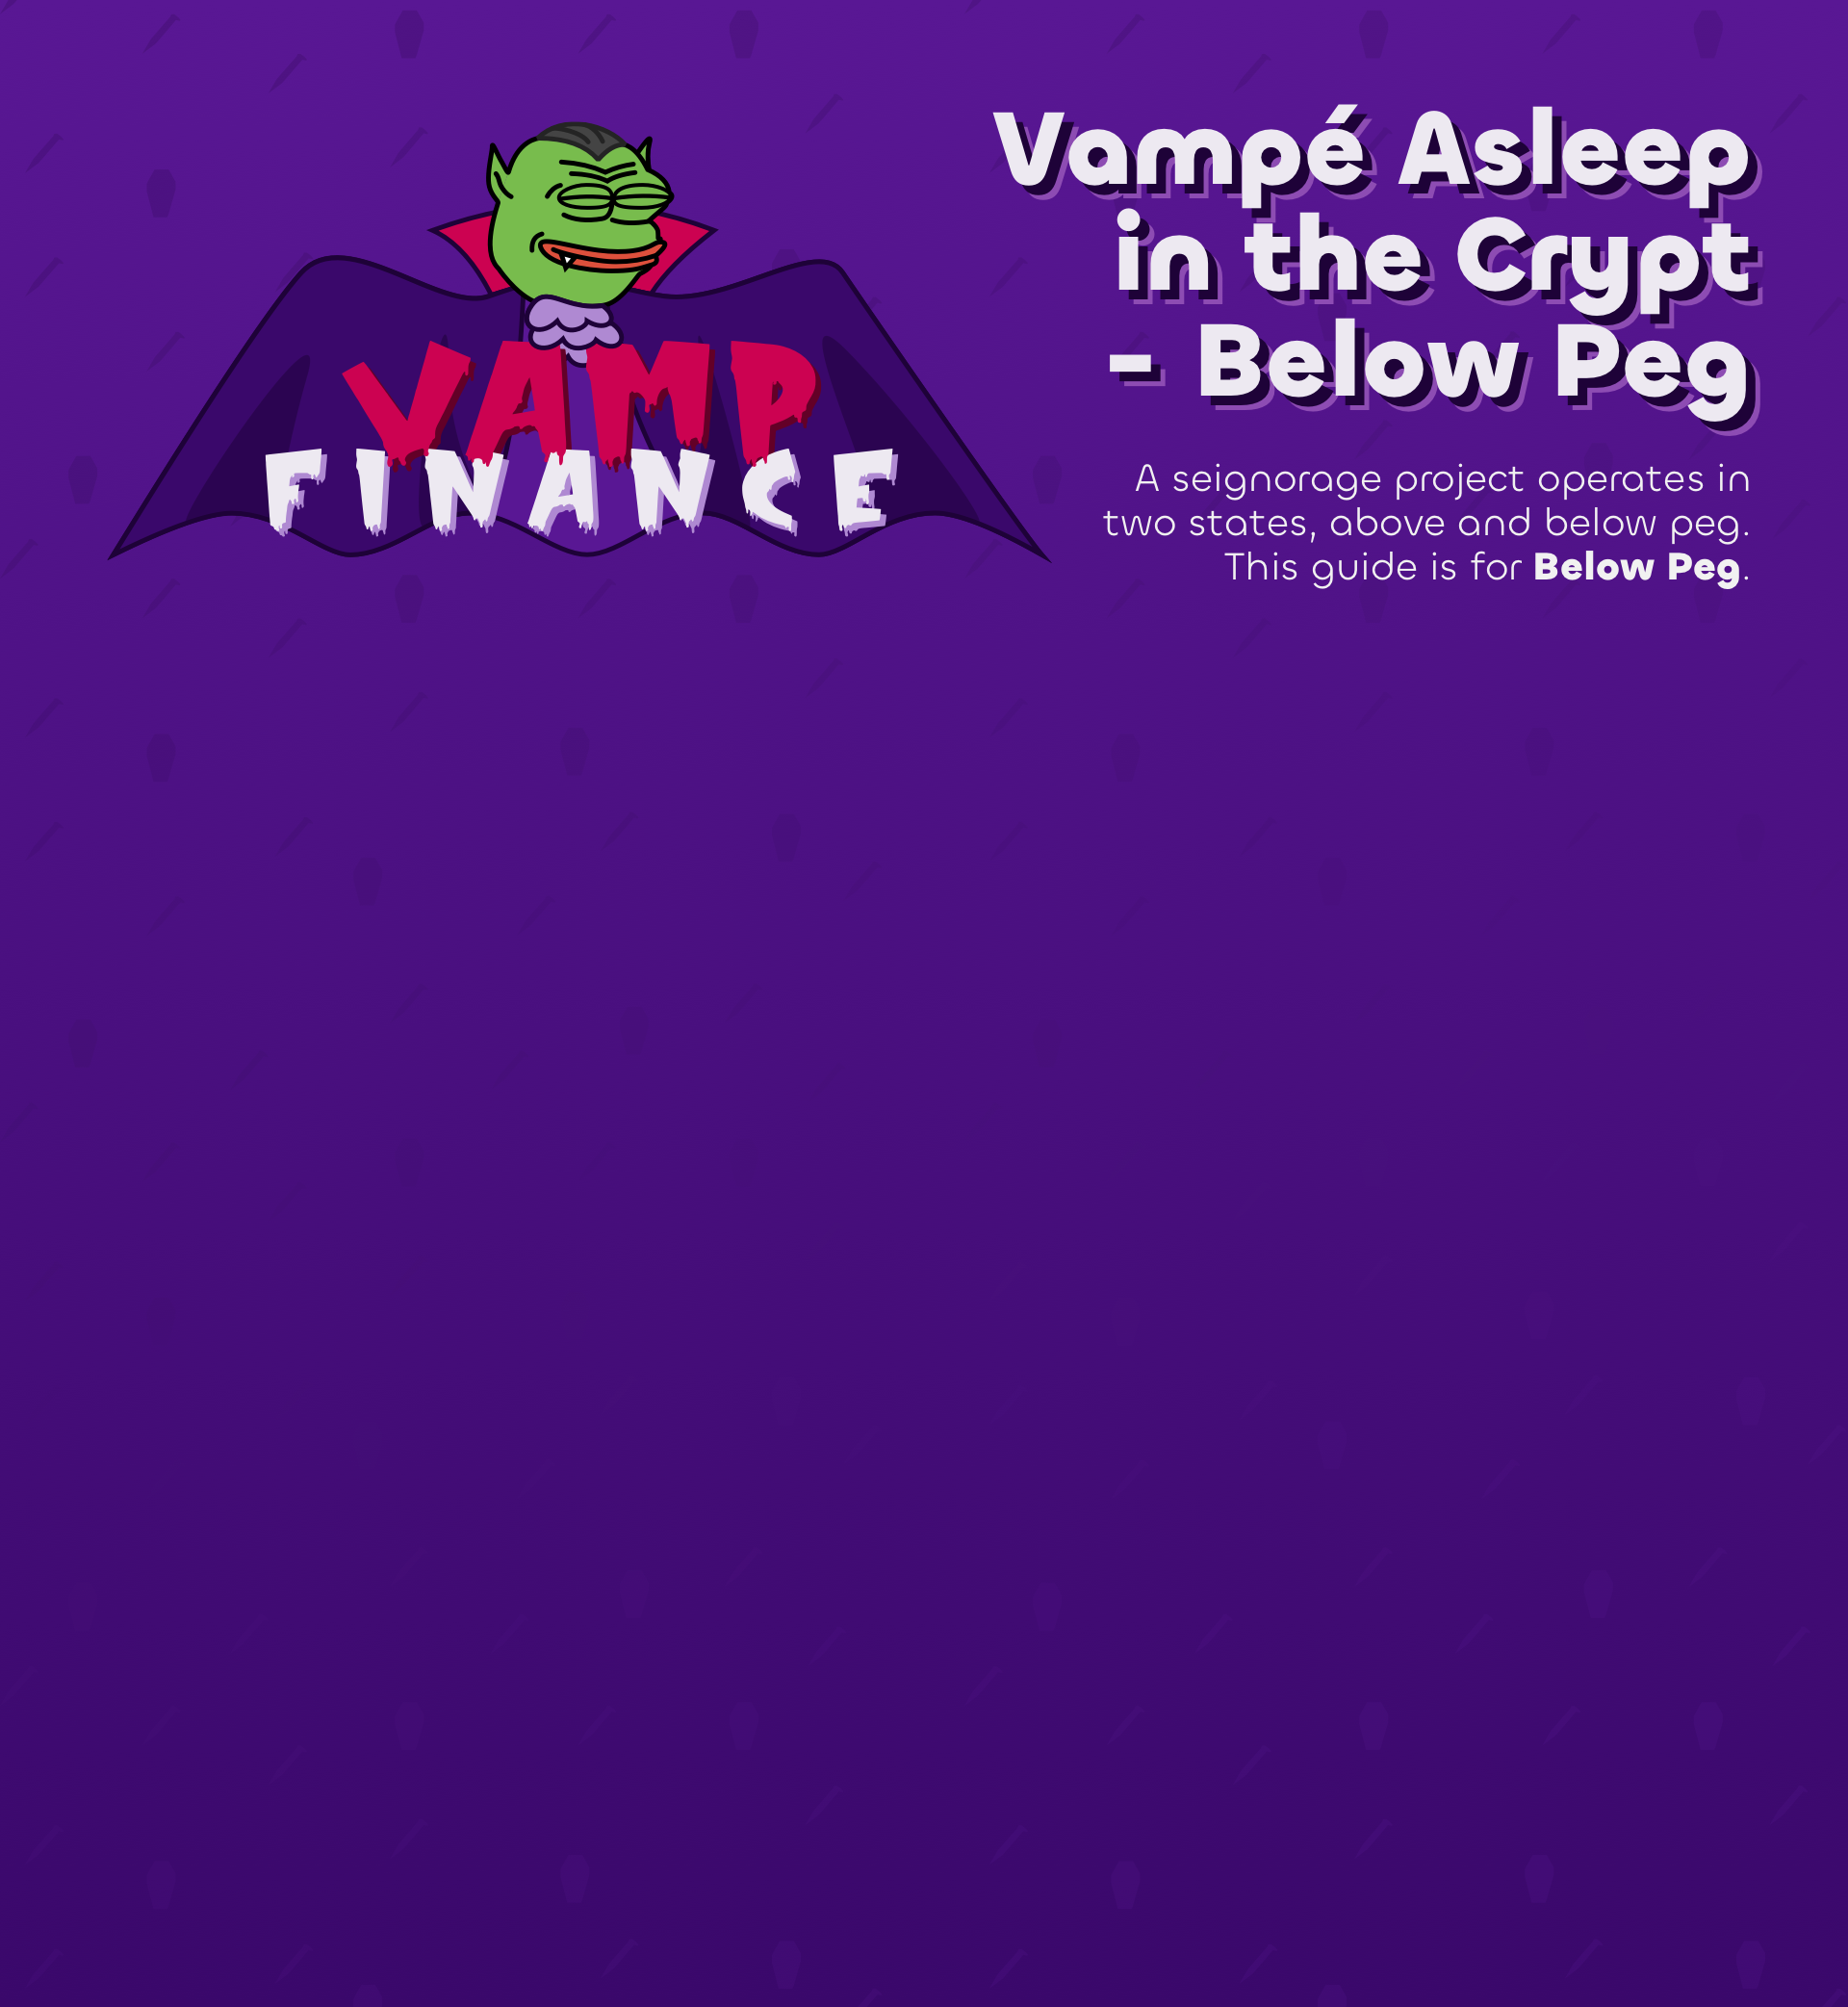 VAMP
FINANCE
Vampé Asleep
in the Crypt
– Below Peg
A seignorage project operates in
two states, above and below peg.
This guide is for Below Peg.